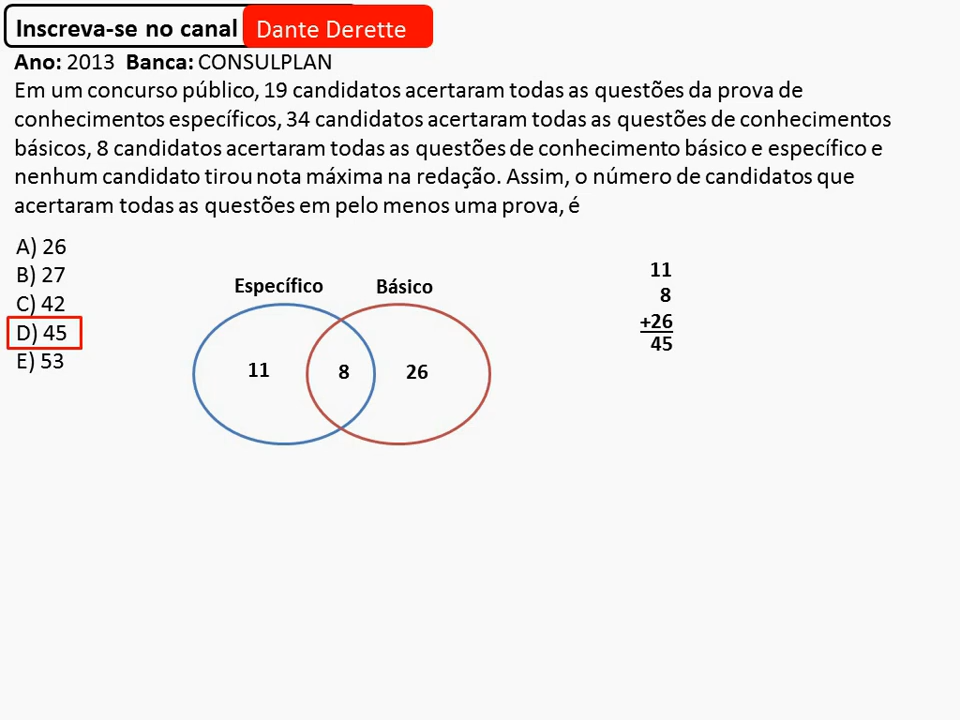 Inscreva-se no canal Dante Derette
Ano: 2013 Banca: CONSULPLAN
Em um concurso público, 19 candidatos acertaram todas as questões da prova de
conhecimentos específicos, 34 candidatos acertaram todas as questões de conhecimentos
básicos, 8 candidatos acertaram todas as questões de conhecimento básico e específico e
nenhum candidato tirou nota máxima na redação. Assim, o número de candidatos que
acertaram todas as questões em pelo menos uma prova, é
A) 26
B) 27
C) 42
D) 45
E) 53
Específico Básico
11 8 26
11
8
+26
45